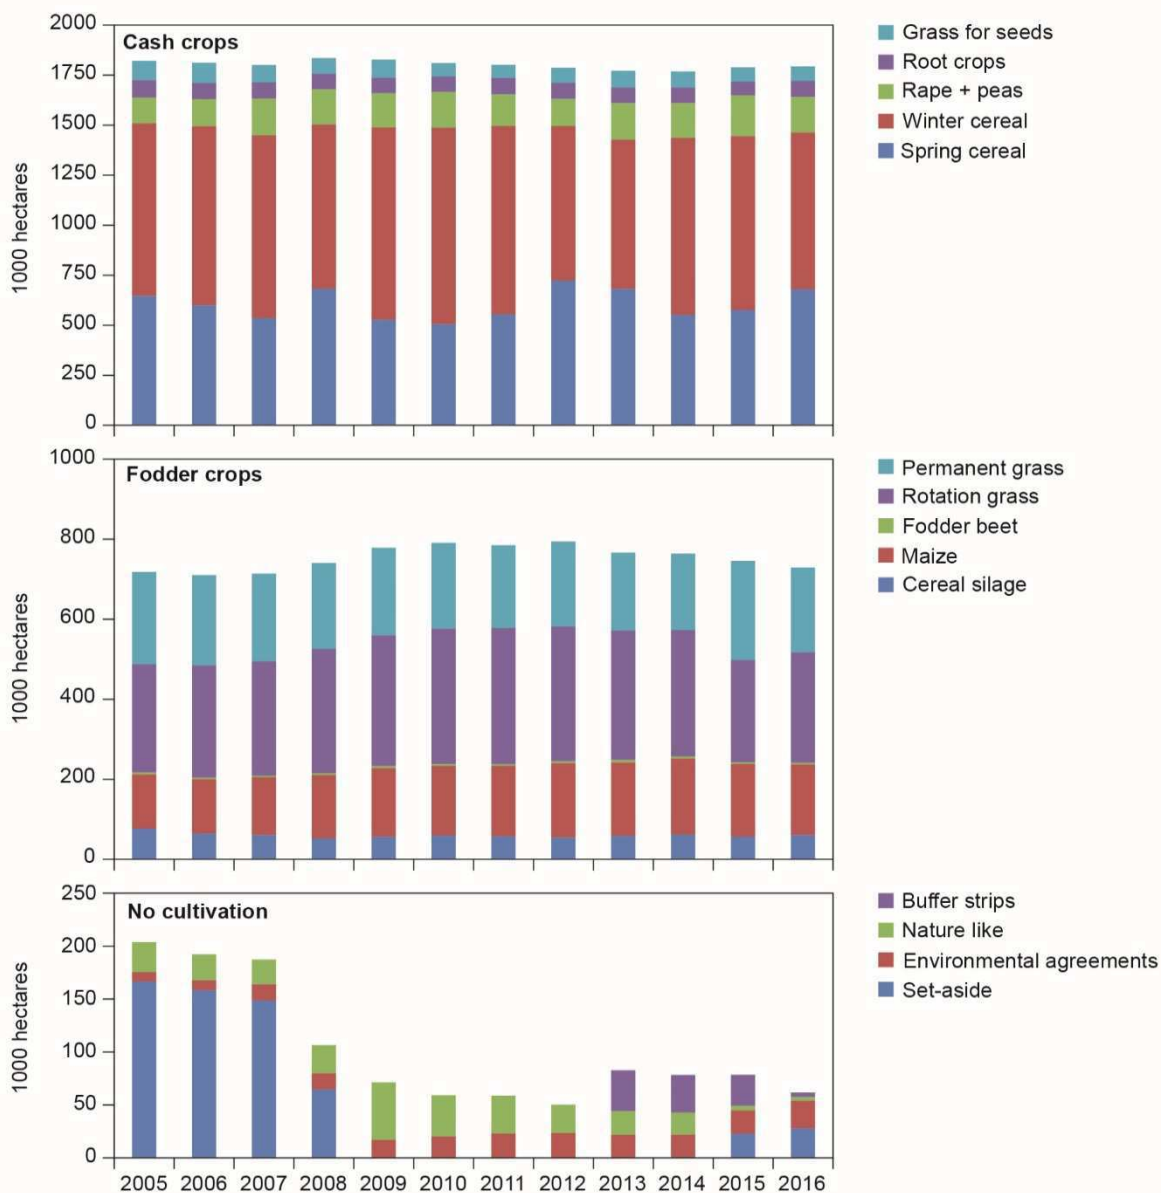 Cash crops
2000
1750
1500
1250
1000
750
500
250
0
1000 hectares
Grass for seeds
Root crops
Rape + peas
Winter cereal
Spring cereal
Fodder crops
1000
800
600
400
200
0
1000 hectares
Permanent grass
Rotation grass
Fodder beet
Maize
Cereal silage
No cultivation
250
200
150
100
50
0
1000 hectares
Buffer strips
Nature like
Environmental agreements
Set-aside
2005 2006 2007 2008 2009 2010 2011 2012 2013 2014 2015 2016